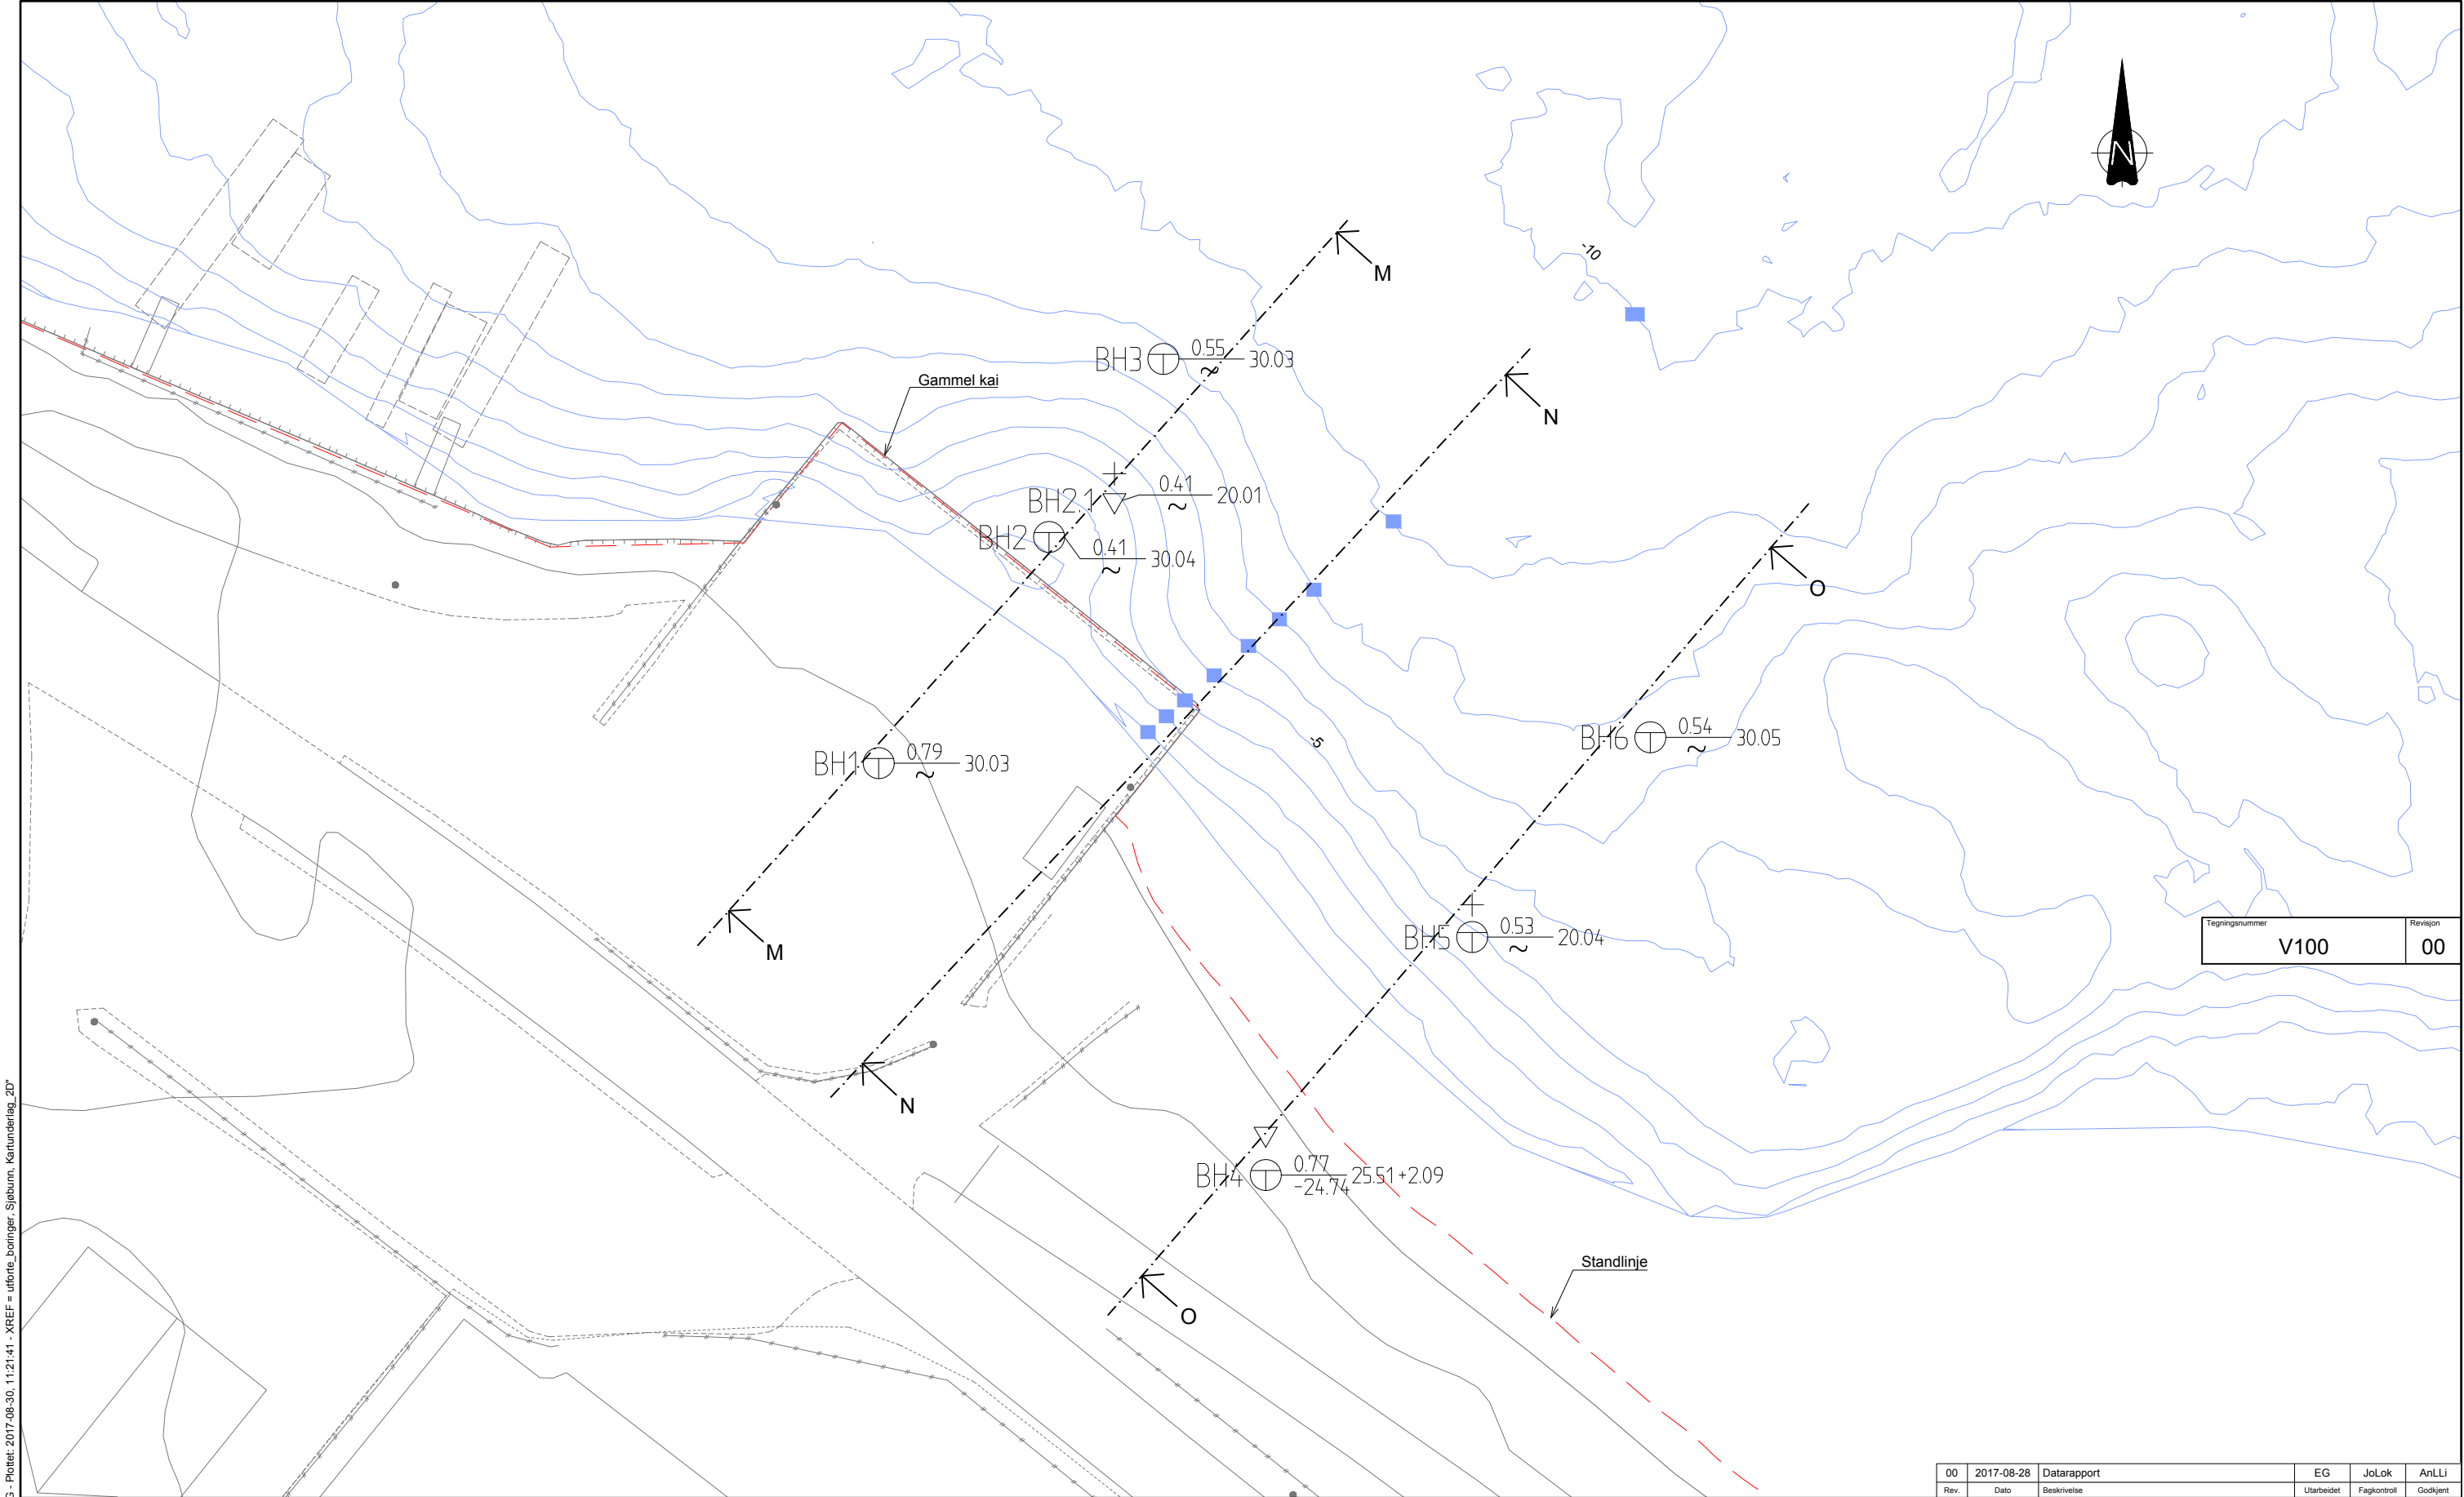 N
-10
M
BH3 0.55 30.03
~
Gammel kai
N
BH2.1 0.41 20.01
~
BH2 0.41 30.04
~
O
-5
BH6 0.54 30.05
~
BH1 0.79 30.03
~
Tegningsnummer Revisjon
V100 00
BH5 0.53 20.04
~
M
N
BH4 0.77 25.51+2.09
-24.74
Standlinje
O
- Plottet: 2017-08-30, 11:21:41 - XREF = utforte_boringer, Sjøbunn, Kartunderlag_2D"
00 2017-08-28 Datarapport EG JoLok AnLLi
Rev. Dato Beskrivelse Utarbeidet Fagkontroll Godkjent